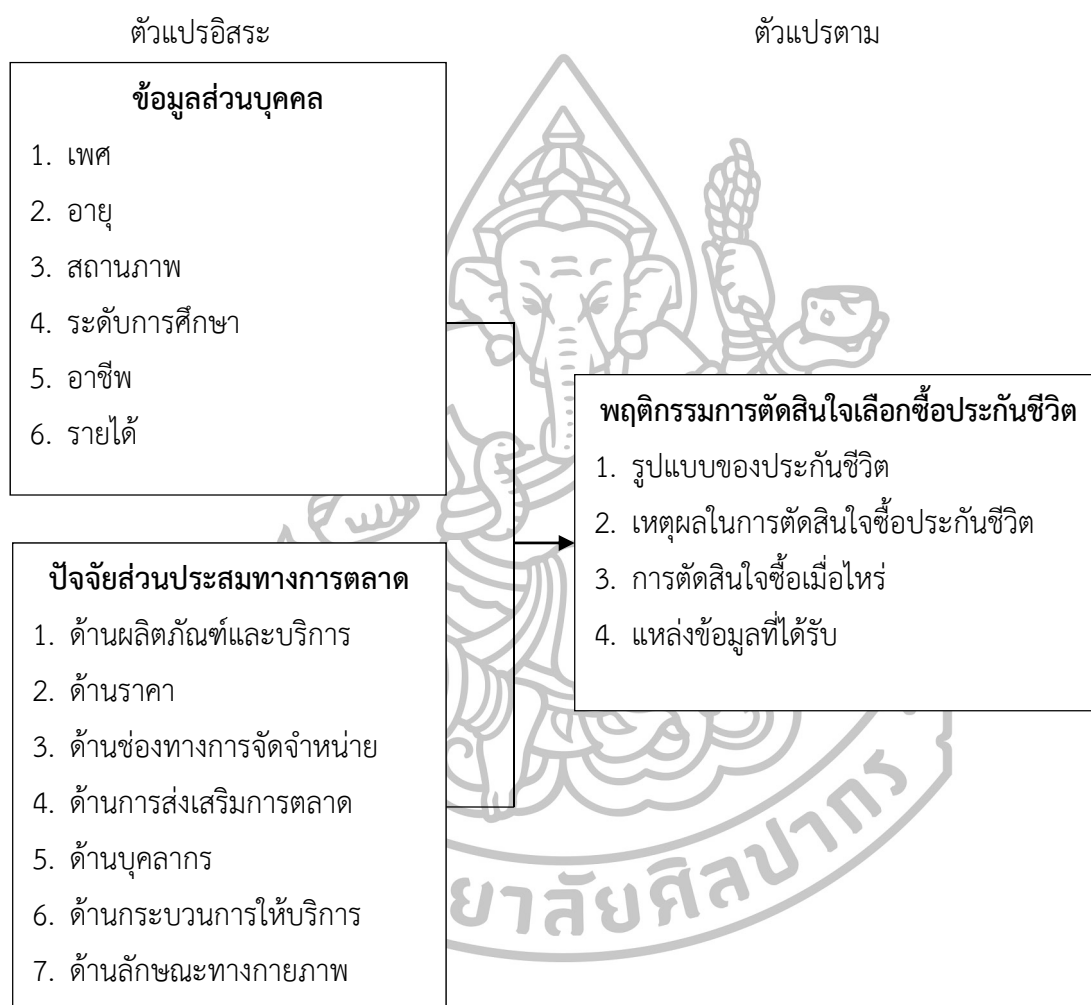 ตัวแปรอิสระ
ตัวแปรตาม
ข้อมูลส่วนบุคคล
1. เพศ
2. อายุ
3. สถานภาพ
4. ระดับการศึกษา
5. อาชีพ
6. รายได้
ปัจจัยส่วนประสมทางการตลาด
1. ด้านผลิตภัณฑ์และบริการ
2. ด้านราคา
3. ด้านช่องทางการจัดจำหน่าย
4. ด้านการส่งเสริมการตลาด
5. ด้านบุคลากร
6. ด้านกระบวนการให้บริการ
7. ด้านลักษณะทางกายภาพ
พฤติกรรมการตัดสินใจเลือกซื้อประกันชีวิต
1. รูปแบบของประกันชีวิต
2. เหตุผลในการตัดสินใจซื้อประกันชีวิต
3. การตัดสินใจซื้อเมื่อไหร่
4. แหล่งข้อมูลที่ได้รับ
ยาลัยศิลปากร